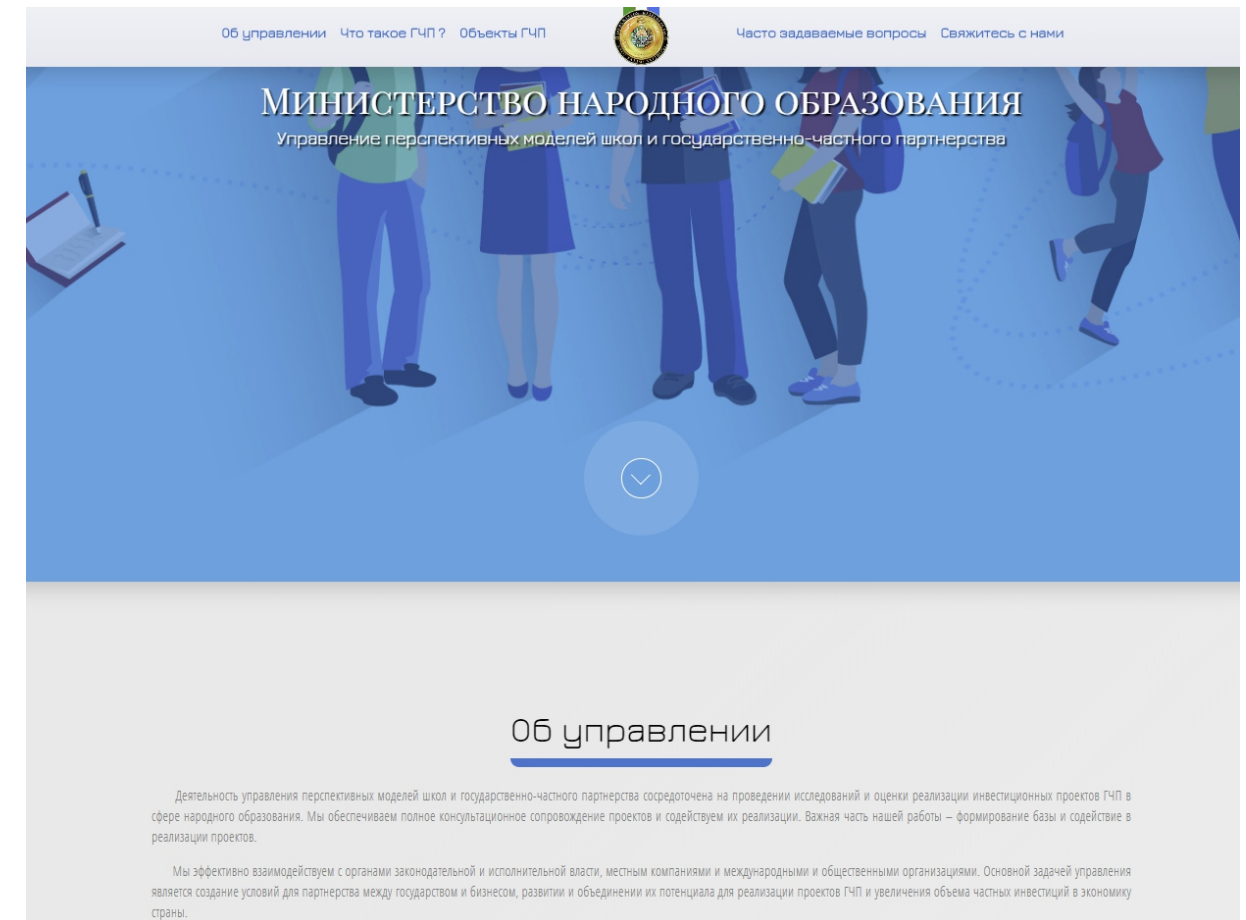 Об управлении Что такое ГЧП ? Объекты ГЧП Часто задаваемые вопросы Свяжитесь с нами
Министерство народного образования
Управление перспективных моделей школ и государственно-частного партнерства
Об управлении
Деятельность управления перспективных моделей школ и государственно-частного партнерства сосредоточена на проведении исследований и оценки реализации инвестиционных проектов ГЧП в
сфере народного образования. Мы обеспечиваем полное консультационное сопровождение проектов и содействуем их реализации. Важная часть нашей работы – формирование базы и содействие в
реализации проектов.
Мы эффективно взаимодействуем с органами законодательной и исполнительной власти, местным компаниями и международными и общественными организациями. Основной задачей управления
является создание условий для партнерства между государством и бизнесом, развитии и объединении их потенциала для реализации проектов ГЧП и увеличения объема частных инвестиций в экономику
страны.